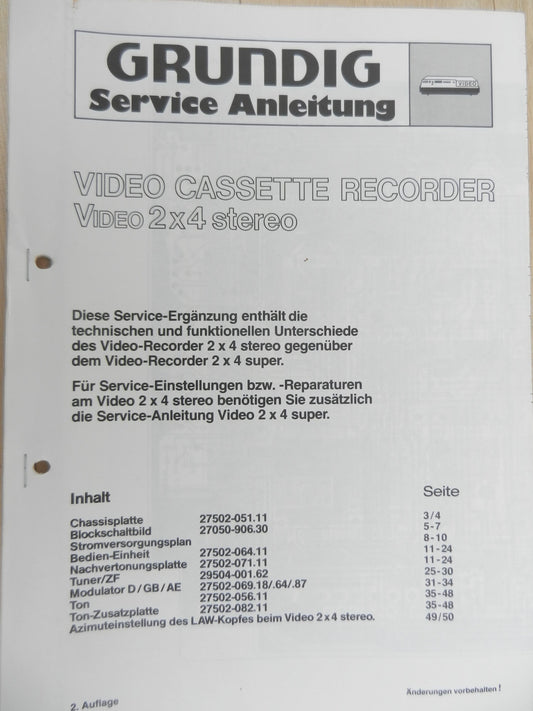 GRUNDIG
Service Anleitung
VIDEO
VIDEO CASSETTE RECORDER
VIDEO 2x4 stereo
Diese Service-Ergänzung enthält die
technischen und funktionellen Unterschiede
des Video-Recorder 2 x 4 stereo gegenüber
dem Video-Recorder 2 x 4 super.
Für Service-Einstellungen bzw. -Reparaturen
am Video 2 x 4 stereo benötigen Sie zusätzlich
die Service-Anleitung Video 2 x 4 super.
Inhalt Seite
Chassisplatte 27502-051.11 3/4
Blockschaltbild 27050-906.30 5-7
Stromversorgungsplan 8-10
Bedien-Einheit 27502-064.11 11-24
Nachvertonungsplatte 27502-071.11 11-24
Tuner/ZF 29504-001.62 25-30
Modulator D/GB/AE 27502-069.18/.64/.87 31-34
Ton 27502-056.11 35-48
Ton-Zusatzplatte 27502-082.11 35-48
Azimuteinstellung des LAW-Kopfes beim Video 2x4 stereo. 49/50
2. Auflage
Änderungen vorbehalten!